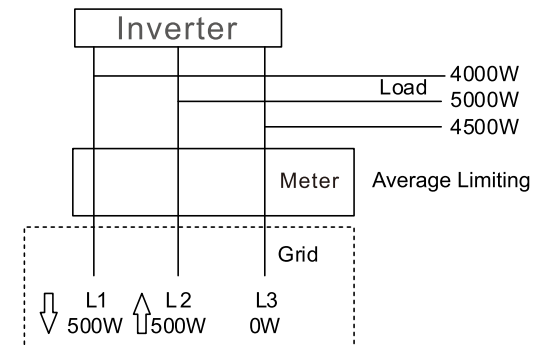 Inverter
4000W
Load
5000W
4500W
Meter
Average Limiting
Grid
L1 L2 L3
500W 500W 0W